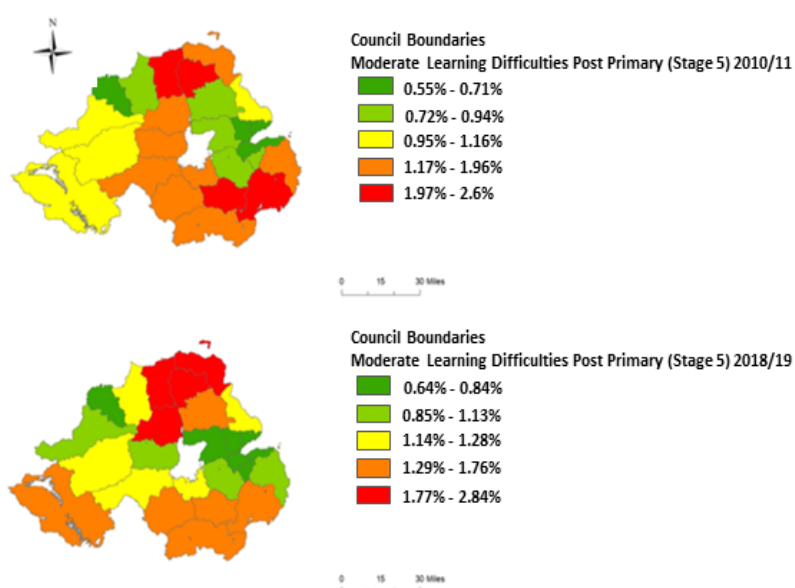 N
Council Boundaries
Moderate Learning Difficulties Post Primary (Stage 5) 2010/11
0.55% - 0.71%
0.72% - 0.94%
0.95% - 1.16%
1.17% - 1.96%
1.97% - 2.6%
0 15 30 Miles
Council Boundaries
Moderate Learning Difficulties Post Primary (Stage 5) 2018/19
0.64% - 0.84%
0.85% - 1.13%
1.14% - 1.28%
1.29% - 1.76%
1.77% - 2.84%
0 15 30 Miles